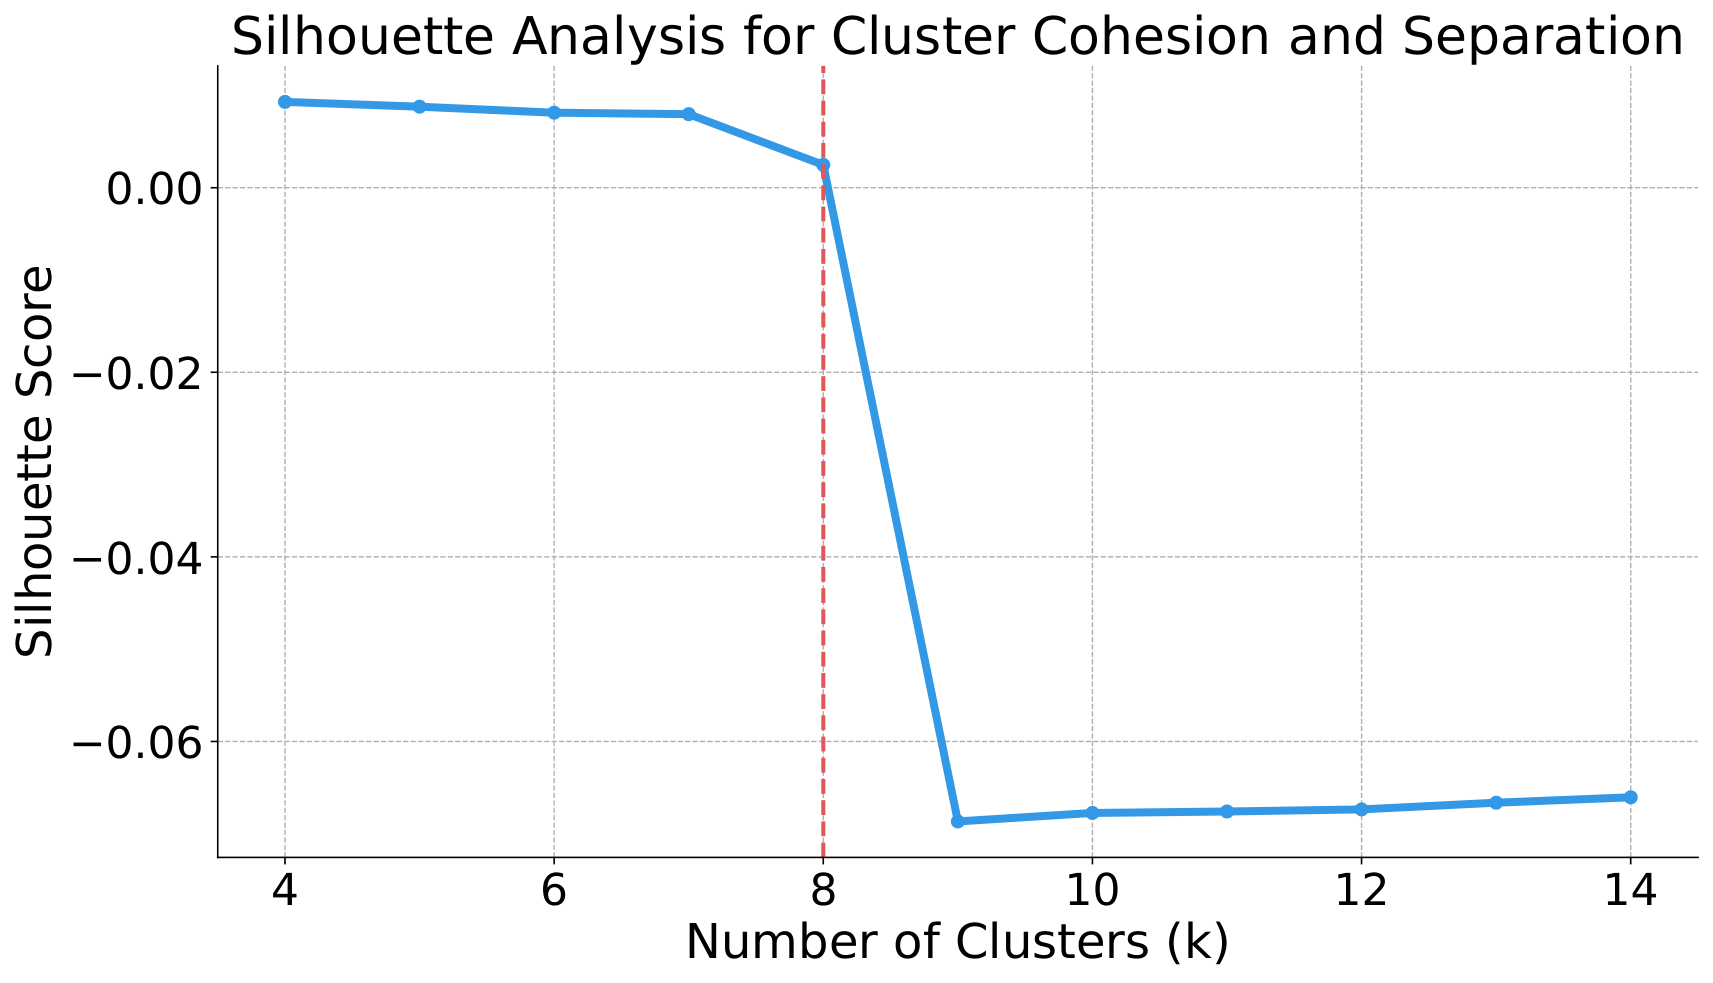 Silhouette Analysis for Cluster Cohesion and Separation
Silhouette Score
0.00
−0.02
−0.04
−0.06
4 6 8 10 12 14
Number of Clusters (k)